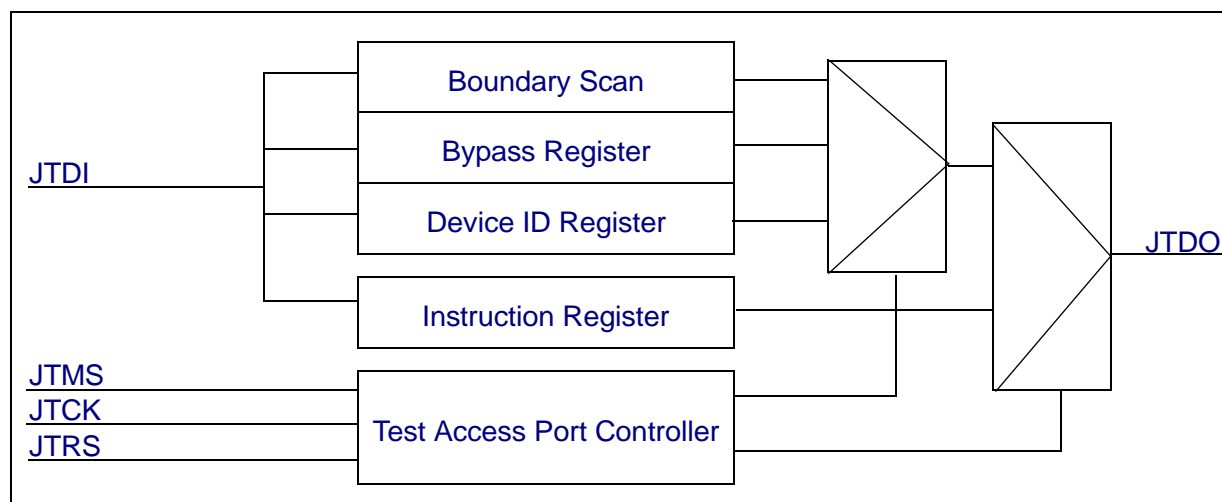 Boundary Scan
Bypass Register
JTDI
Device ID Register
JTDO
Instruction Register
JTMS
JTCK
Test Access Port Controller
JTRS